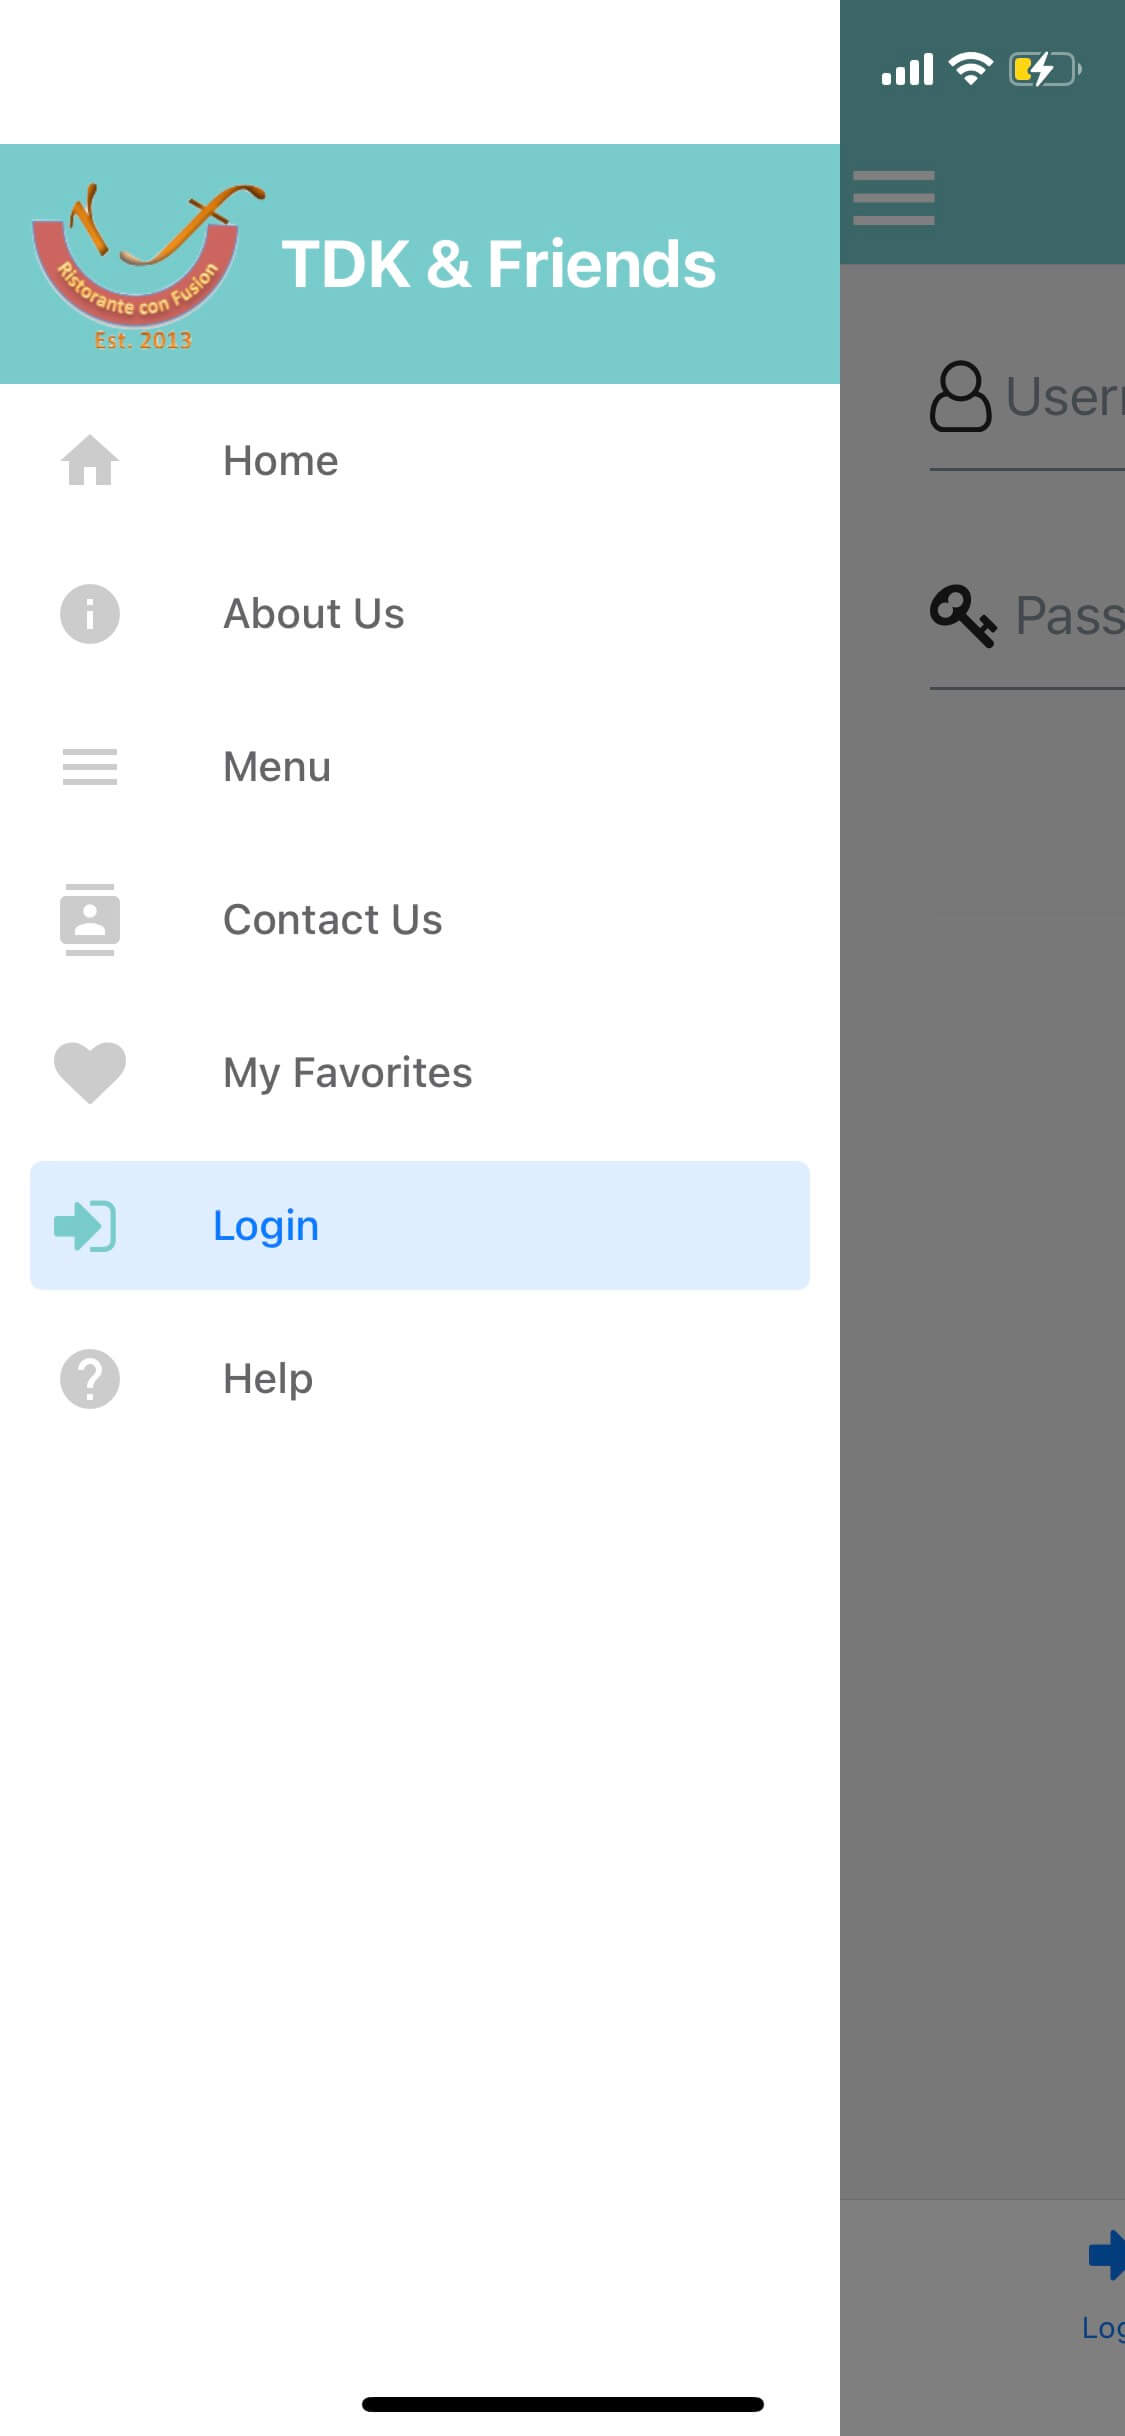 Ristorante con Fusion
Est. 2013
TDK & Friends
Home
About Us
Menu
Contact Us
My Favorites
Login
Help
User
Pass
Log